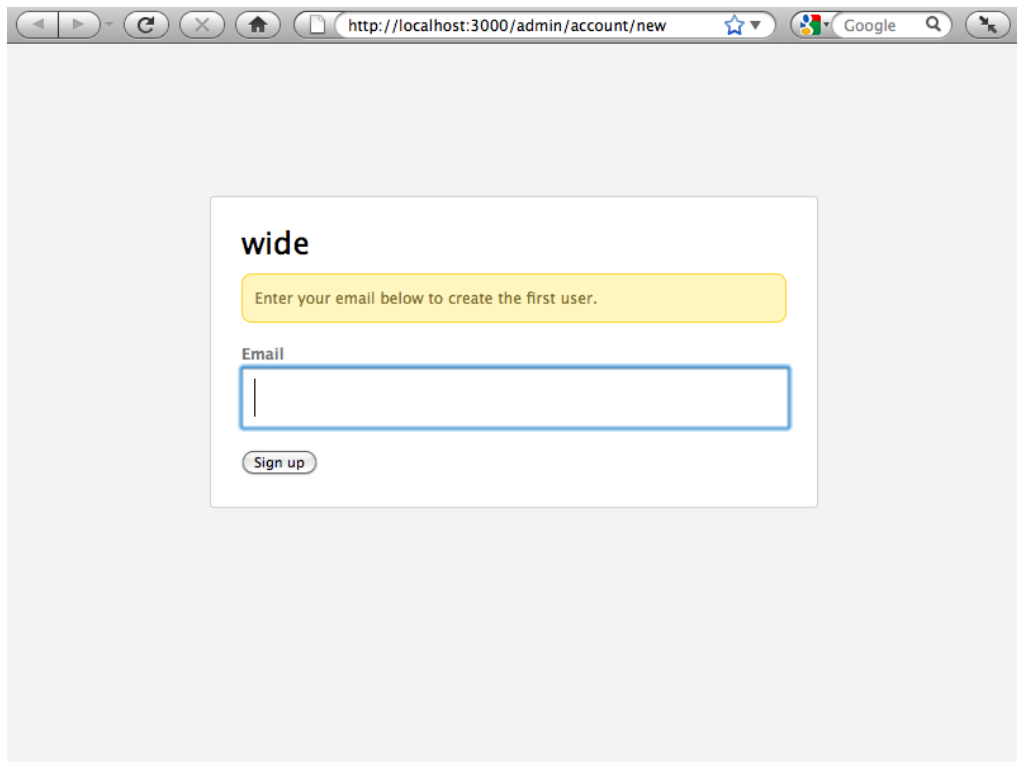 http://localhost:3000/admin/account/new
Google
wide
Enter your email below to create the first user.
Email
Sign up